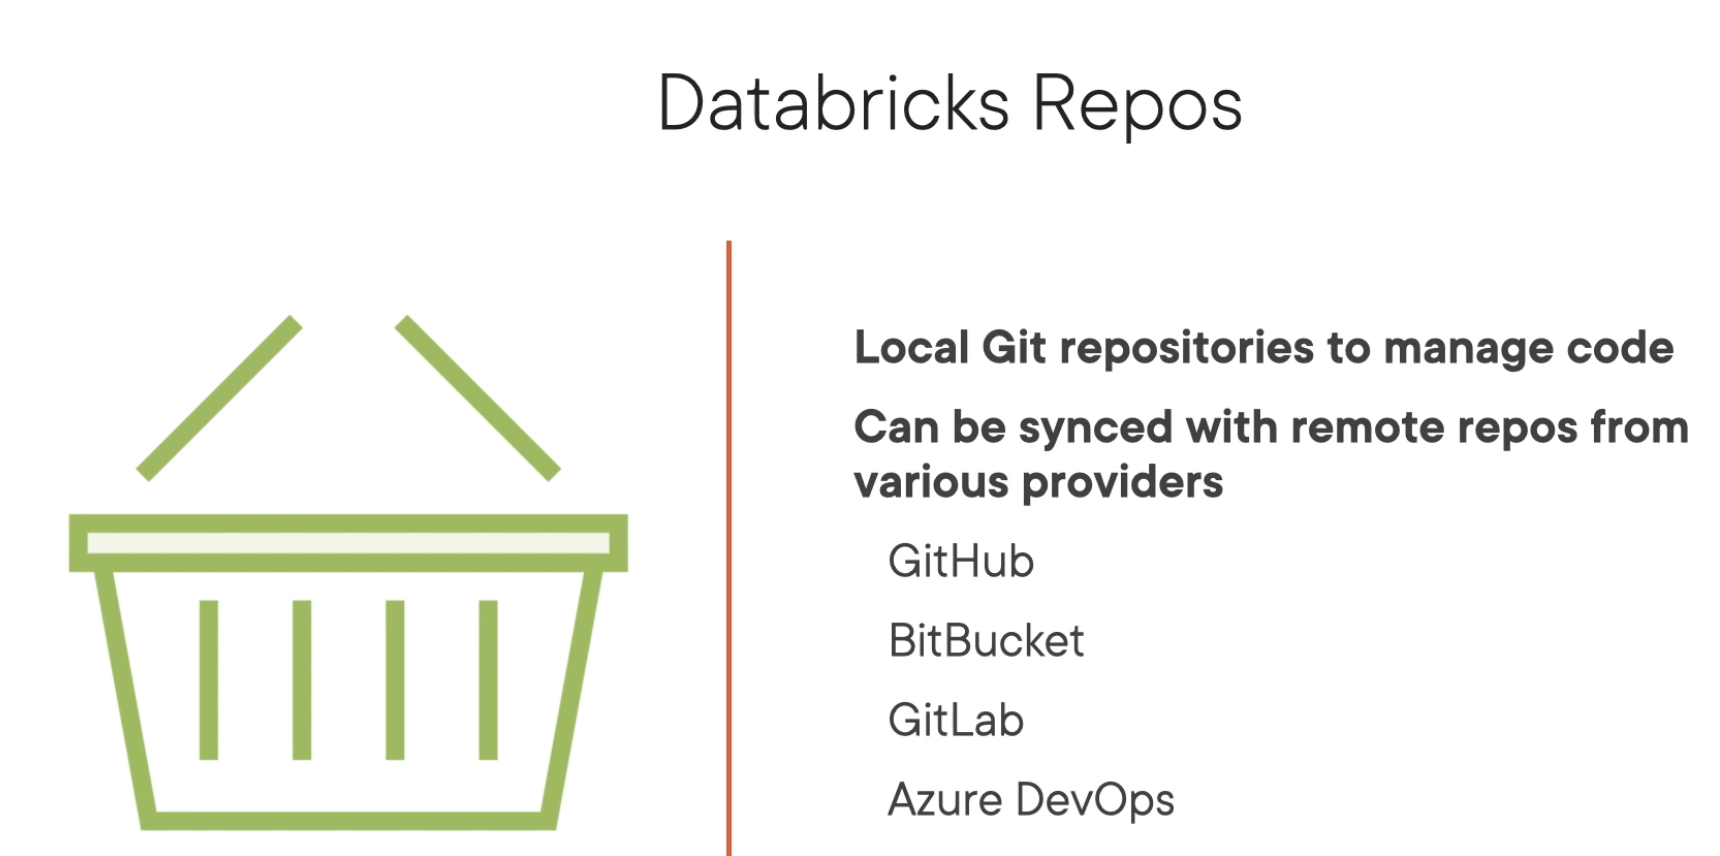 Databricks Repos
Local Git repositories to manage code
Can be synced with remote repos from
various providers
GitHub
BitBucket
GitLab
Azure DevOps